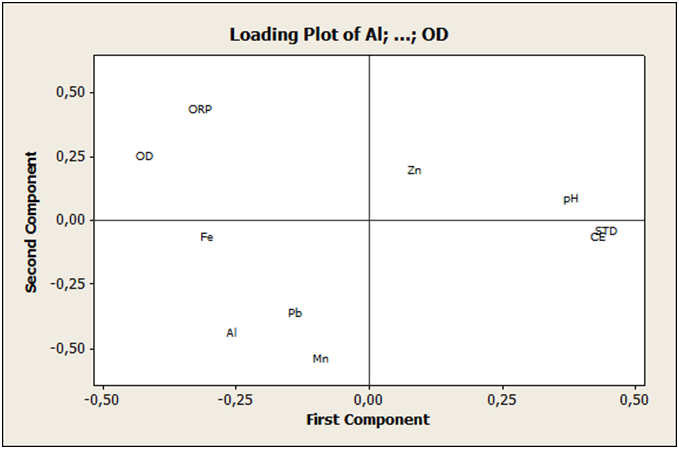 Loading Plot of Al; ...; OD
Second Component
0,50
0,25
0,00
-0,25
-0,50
ORP
OD
Zn
pH
STD
CE
Fe
Pb
Al
Mn
-0,50 -0,25 0,00 0,25 0,50
First Component